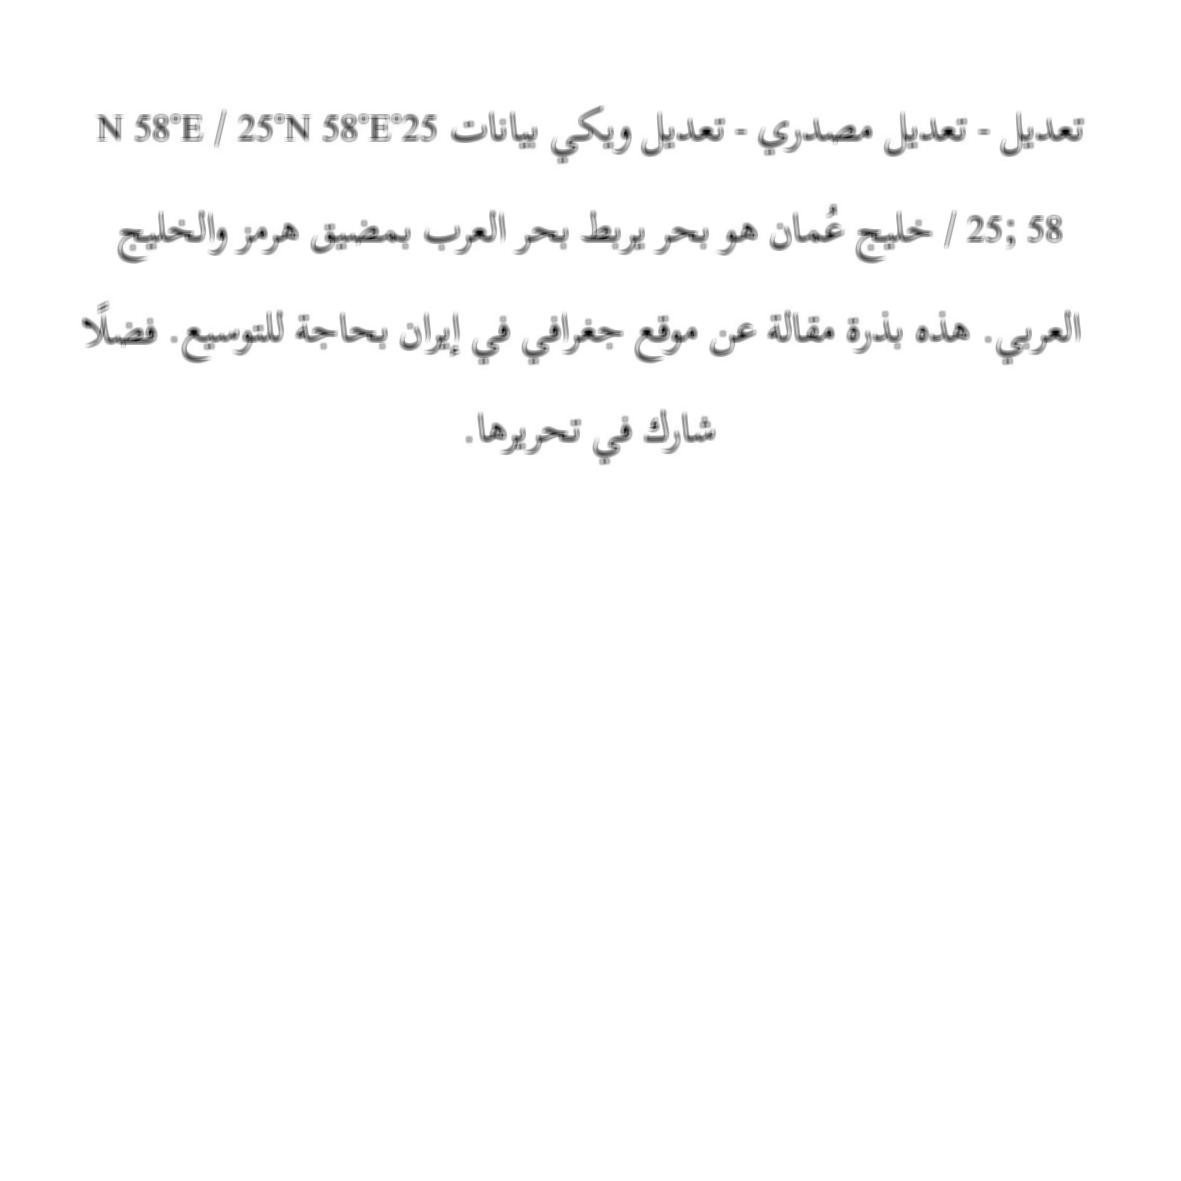 تعديل - تعديل مصدري - تعديل ويكي بيانات 25°N 58°E / 25°N 58°E
/ 25; 58 خليج عُمان هو بحر يربط بحر العرب بمضيق هرمز والخليج
العربي. هذه بذرة مقالة عن موقع جغرافي في إيران بحاجة للتوسيع. فضلًا
شارك في تحريرها.